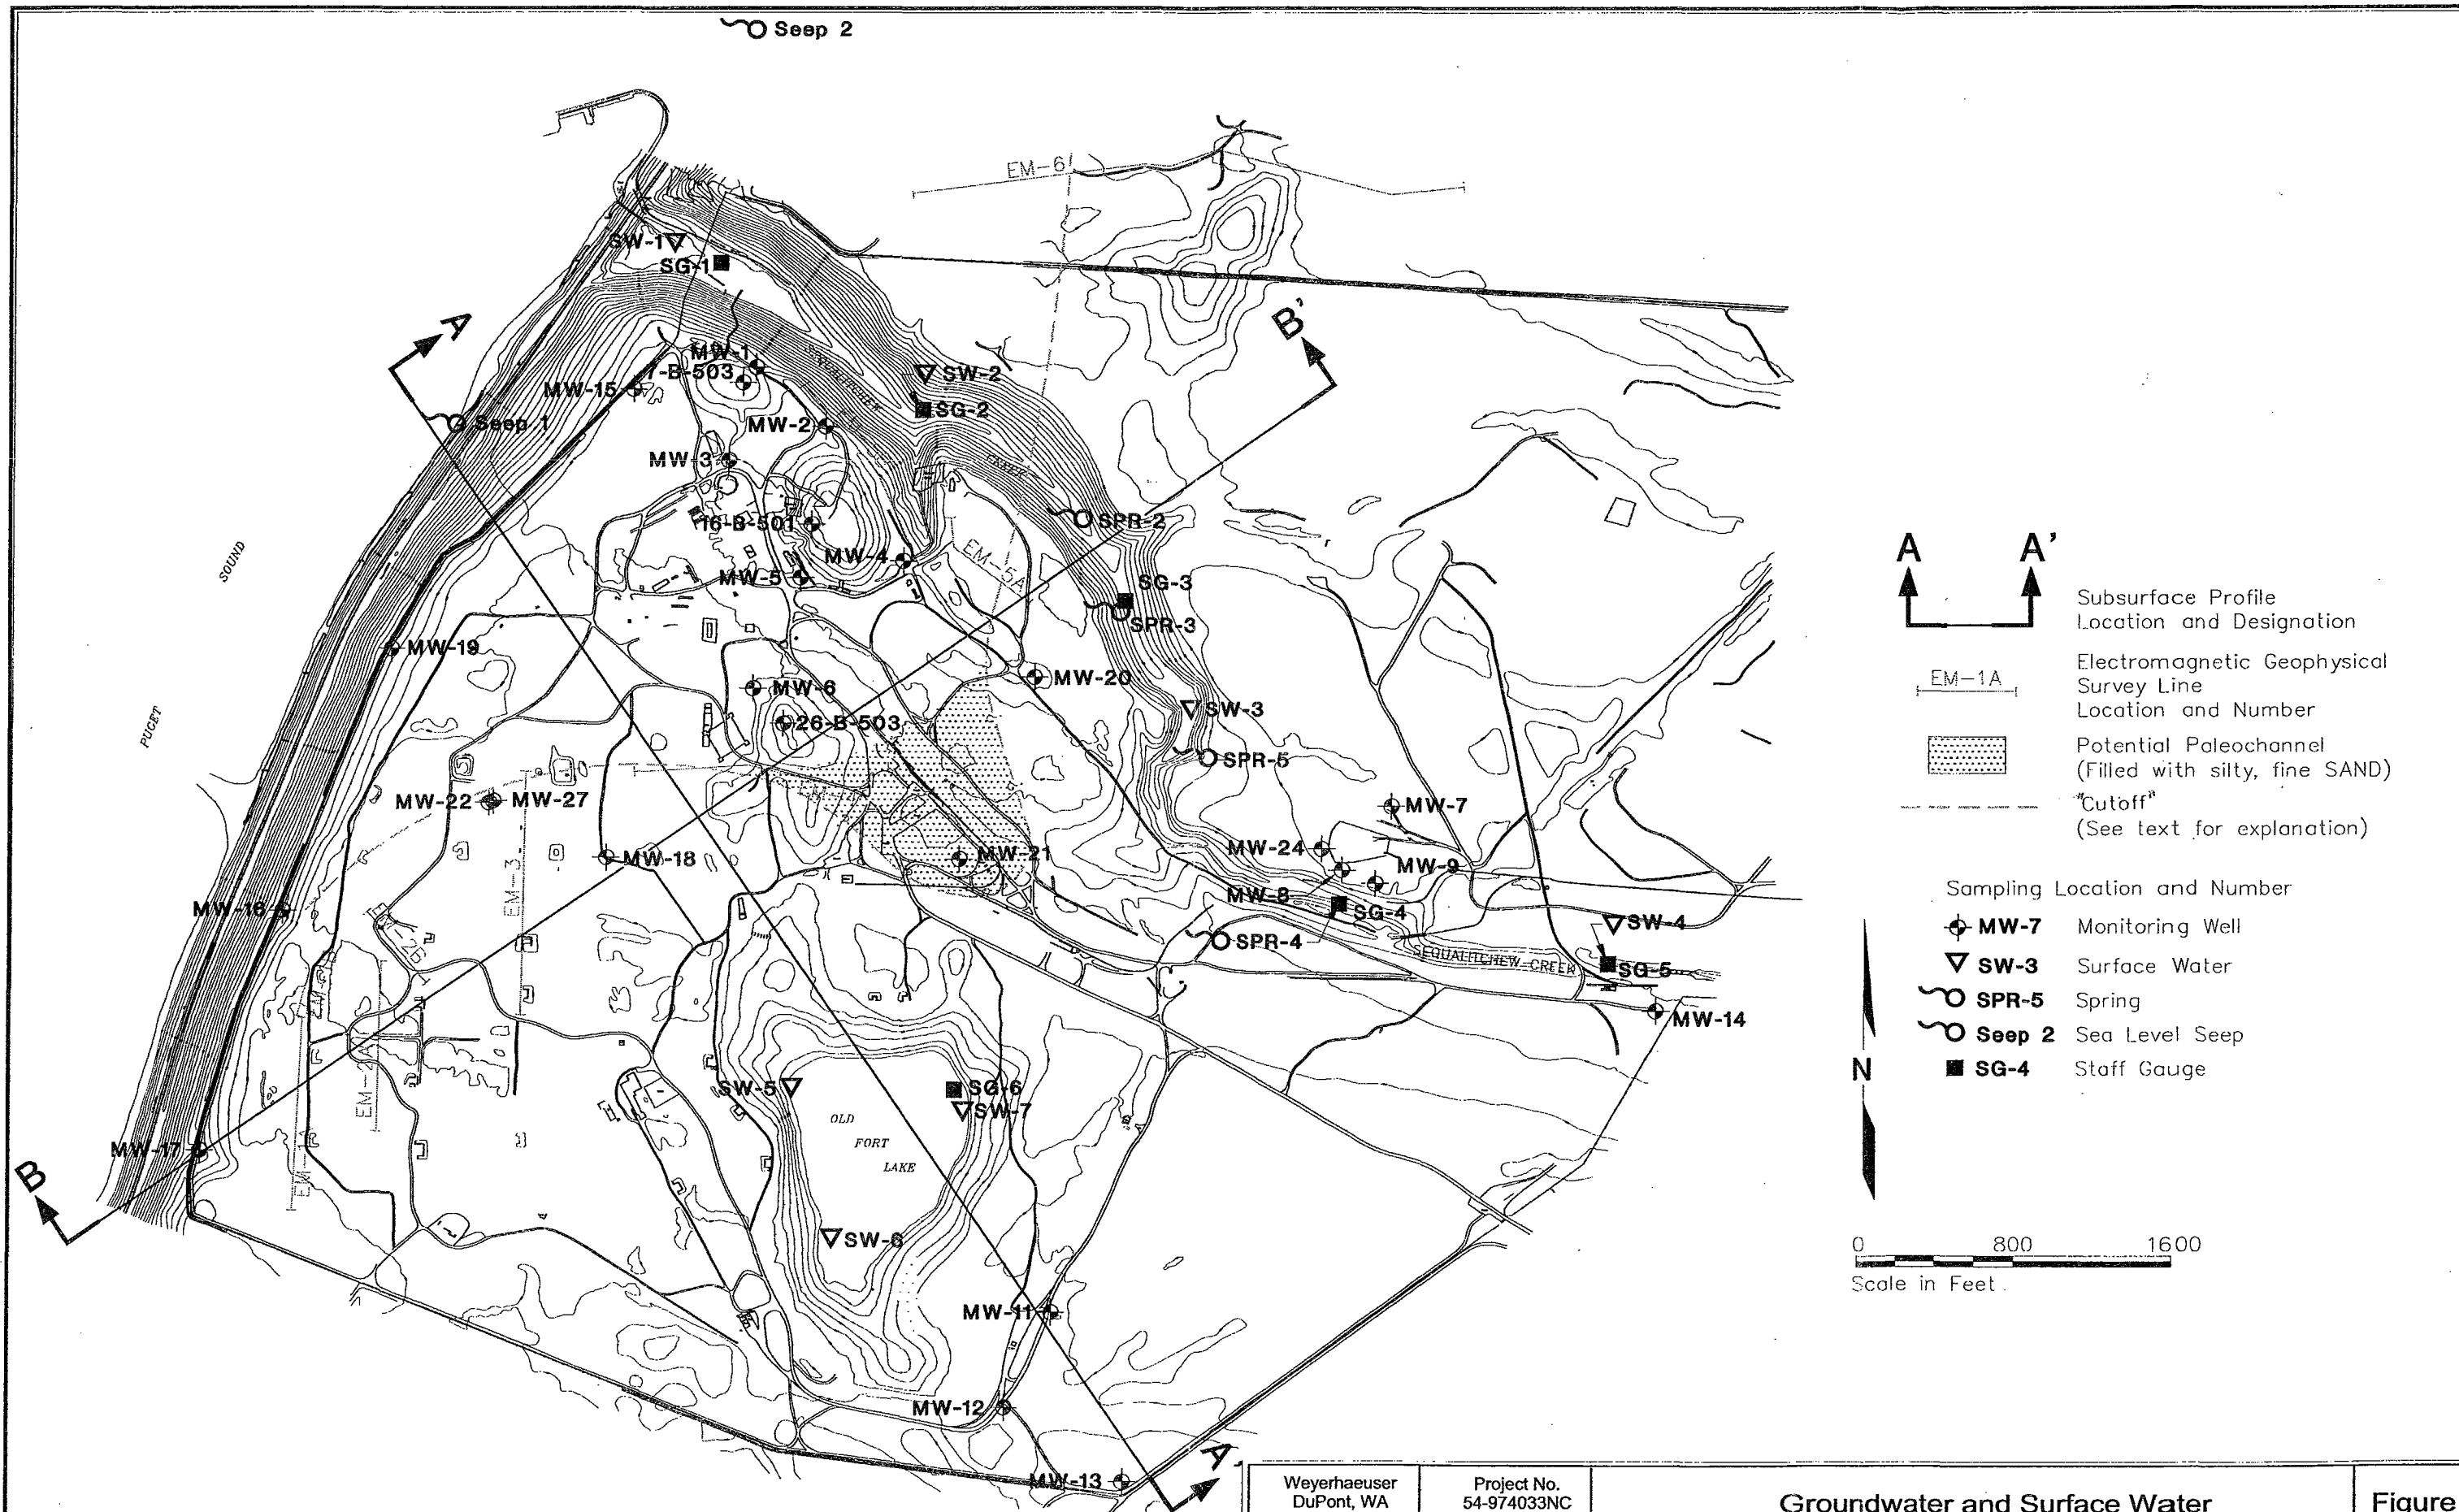 Seep 2
EM-6
SW-1
SG-1
A
B'
MW-1
7-B-503
MW-15
SW-2
SG-2
Seep 1
MW-2
CREEK
MW-3
16-B-501
SPR-2
MW-4
EM-5A
MW-5
SG-3
SPR-3
SOUND
MW-19
MW-20
MW-6
SW-3
26-B-503
PUGET
SPR-5
MW-22
MW-27
MW-7
MW-18
MW-21
MW-24
MW-9
EM-3
MW-8
MW-16
SG-4
SW-4
SPR-4
SEQUALITCHEW CREEK
SG-5
MW-14
EM-2A
SW-5
SG-6
SW-7
OLD
FORT
LAKE
MW-17
B
SW-6
MW-11
MW-12
A'
MW-13
A A'
Subsurface Profile
Location and Designation
EM-1A
Electromagnetic Geophysical
Survey Line
Location and Number
Potential Paleochannel
(Filled with silty, fine SAND)
"Cutoff"
(See text for explanation)
Sampling Location and Number
MW-7 Monitoring Well
SW-3 Surface Water
SPR-5 Spring
Seep 2 Sea Level Seep
SG-4 Staff Gauge
N
0 800 1600
Scale in Feet
Weyerhaeuser
DuPont, WA
Project No.
54-974033NC
Groundwater and Surface Water
Figure